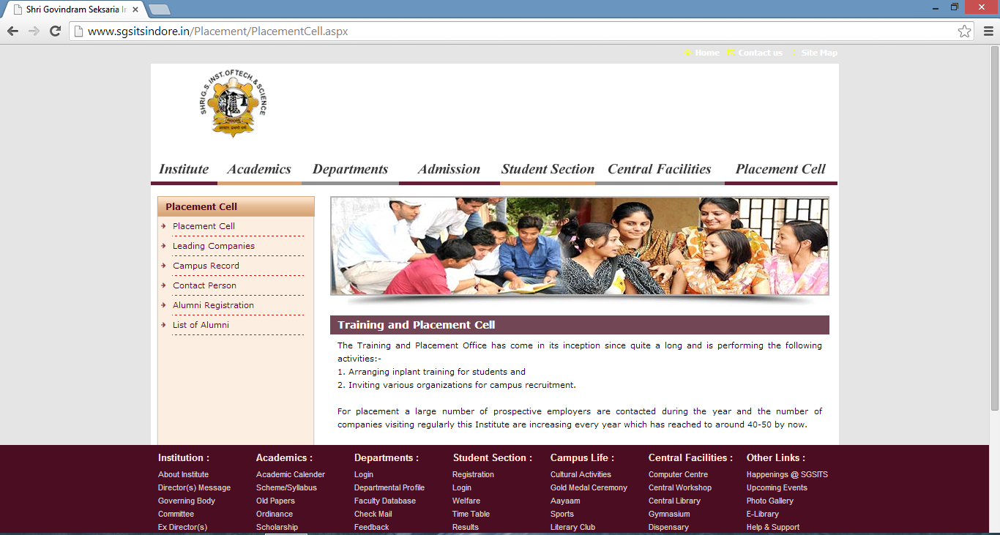 Shri Govindram Seksaria In
www.sgsitsindore.in/Placement/PlacementCell.aspx
Home Contact us Site Map
SHRI G.S. INST. OF TECH. & SCIENCE
Institute Academics Departments Admission Student Section Central Facilities Placement Cell
Placement Cell
Placement Cell
Leading Companies
Campus Record
Contact Person
Alumni Registration
List of Alumni
Training and Placement Cell
The Training and Placement Office has come in its inception since quite a long and is performing the following
activities:-
1. Arranging inplant training for students and
2. Inviting various organizations for campus recruitment.
For placement a large number of prospective employers are contacted during the year and the number of
companies visiting regularly this Institute are increasing every year which has reached to around 40-50 by now.
Institution : Academics : Departments : Student Section : Campus Life : Central Facilities : Other Links :
About Institute Academic Calender Login Registration Cultural Activities Computer Centre Happenings @ SGSITS
Director(s) Message Scheme/Syllabus Departmental Profile Login Gold Medal Ceremony Central Workshop Upcoming Events
Governing Body Old Papers Faculty Database Welfare Aayaam Central Library Photo Gallery
Committee Ordinance Check Mail Time Table Sports Gymnasium E-Library
Ex Director(s) Scholarship Feedback Results Literary Club Dispensary Help & Support